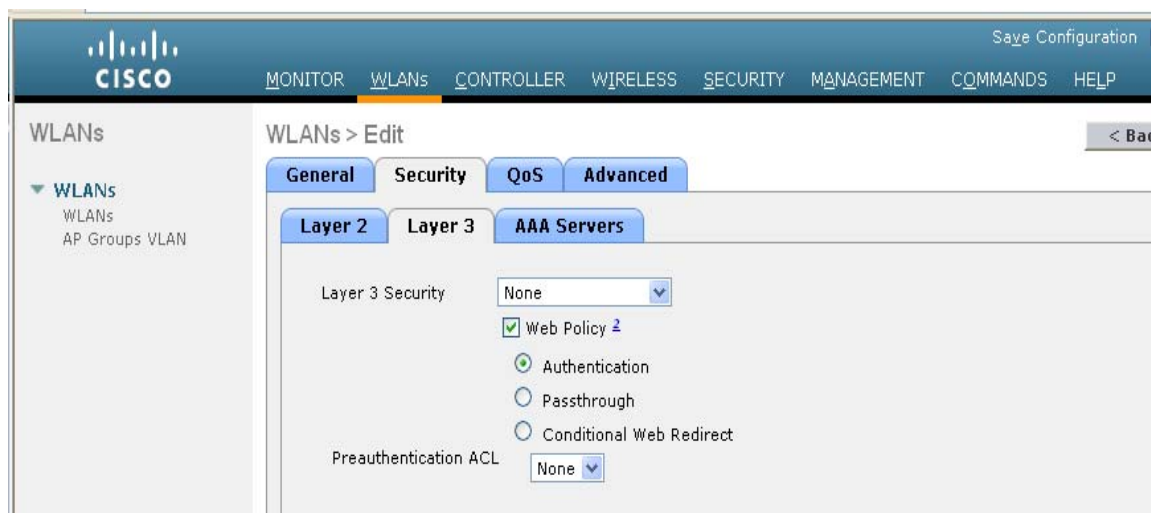 Save Configuration
CISCO
MONITOR WLANs CONTROLLER WIRELESS SECURITY MANAGEMENT COMMANDS HELP
WLANs
WLANs > Edit
General Security QoS Advanced
WLANs
WLANs
AP Groups VLAN
Layer 2 Layer 3 AAA Servers
Layer 3 Security None
Web Policy 2
Authentication
Passthrough
Conditional Web Redirect
Preauthentication ACL None